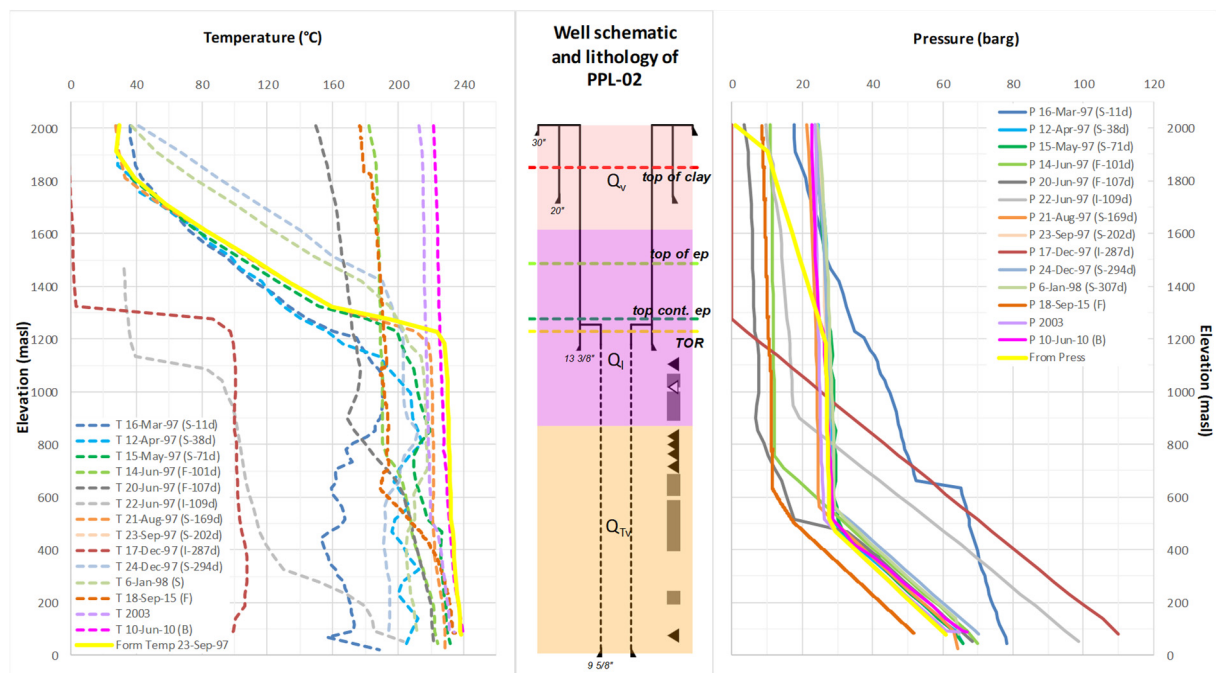 Temperature (°C)
0 40 80 120 160 200 240
Elevation (masl)
2000
1800
1600
1400
1200
1000
800
600
400
200
0
T 16-Mar-97 (S-11d)
T 12-Apr-97 (S-38d)
T 15-May-97 (S-71d)
T 14-Jun-97 (F-101d)
T 20-Jun-97 (F-107d)
T 22-Jun-97 (I-109d)
T 21-Aug-97 (S-169d)
T 23-Sep-97 (S-202d)
T 17-Dec-97 (I-287d)
T 24-Dec-97 (S-294d)
T 6-Jan-98 (S)
T 18-Sep-15 (F)
T 2003
T 10-Jun-10 (B)
Form Temp 23-Sep-97
Well schematic
and lithology of
PPL-02
30"
top of clay
Qv
20"
top of ep
top cont. ep
TOR
13 3/8"
Ql
QTv
9 5/8"
Pressure (barg)
0 20 40 60 80 100 120
P 16-Mar-97 (S-11d)
P 12-Apr-97 (S-38d)
P 15-May-97 (S-71d)
P 14-Jun-97 (F-101d)
P 20-Jun-97 (F-107d)
P 22-Jun-97 (I-109d)
P 21-Aug-97 (S-169d)
P 23-Sep-97 (S-202d)
P 17-Dec-97 (I-287d)
P 24-Dec-97 (S-294d)
P 6-Jan-98 (S-307d)
P 18-Sep-15 (F)
P 2003
P 10-Jun-10 (B)
From Press
2000
1800
1600
1400
1200
1000
800
600
400
200
0
Elevation (masl)